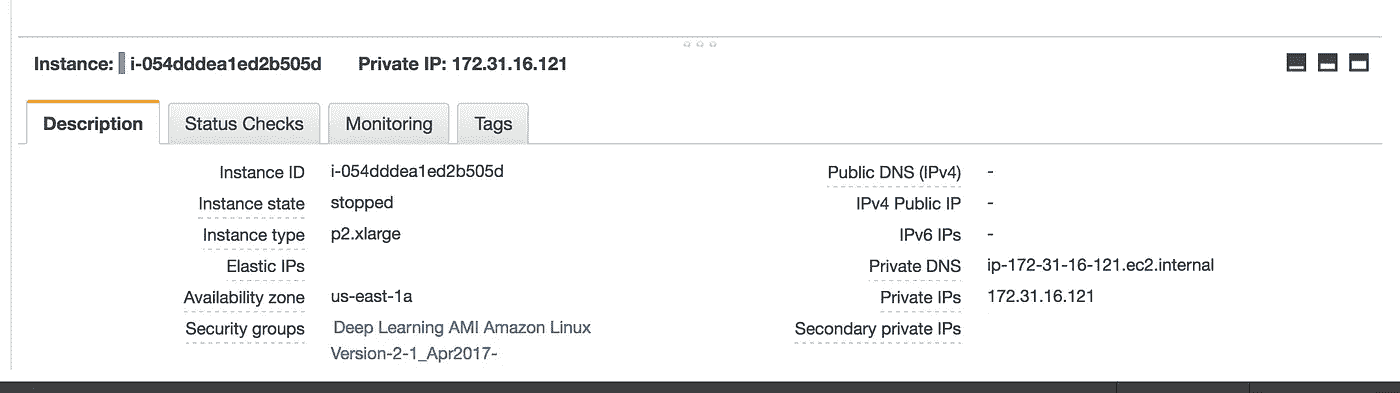 Instance: i-054dddea1ed2b505d Private IP: 172.31.16.121
Description Status Checks Monitoring Tags
Instance ID i-054dddea1ed2b505d
Instance state stopped
Instance type p2.xlarge
Elastic IPs
Availability zone us-east-1a
Security groups Deep Learning AMI Amazon Linux
Version-2-1_Apr2017-
Public DNS (IPv4) -
IPv4 Public IP -
IPv6 IPs -
Private DNS ip-172-31-16-121.ec2.internal
Private IPs 172.31.16.121
Secondary private IPs